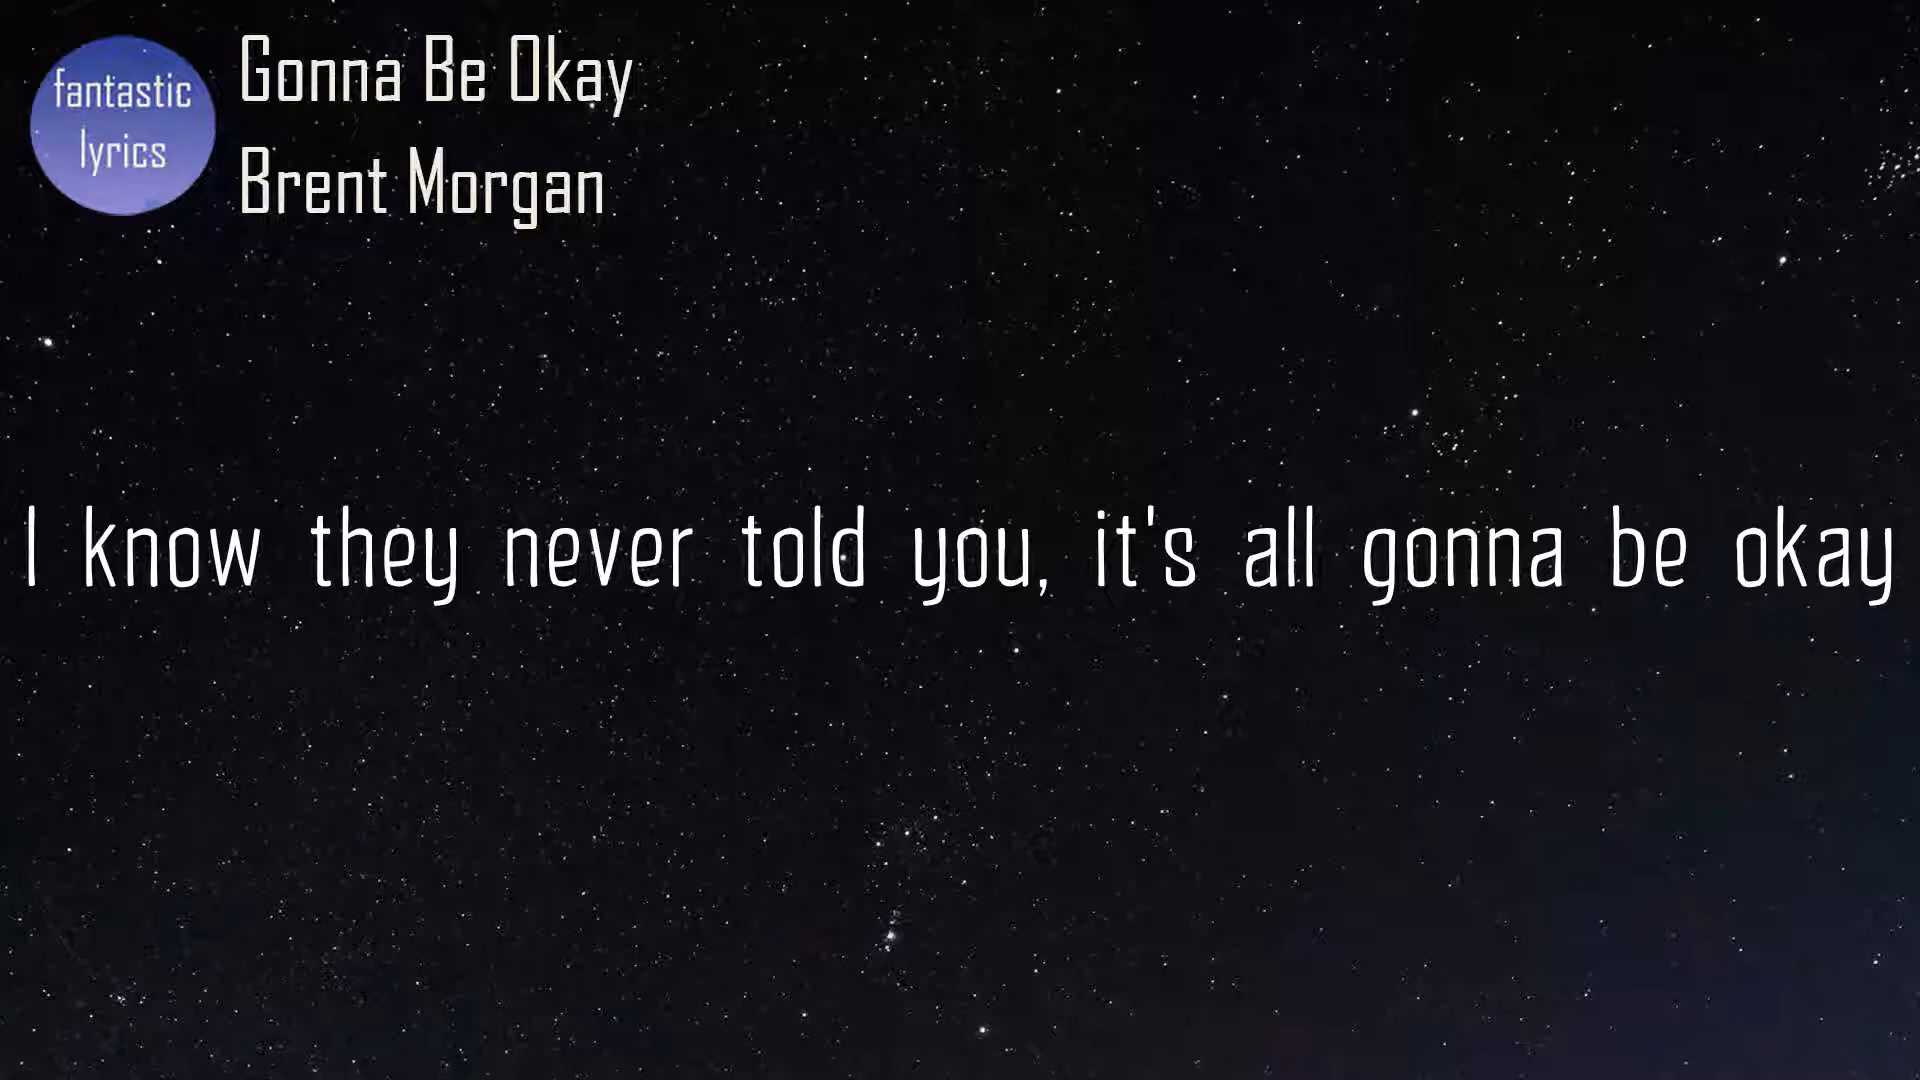 fantastic
lyrics
Gonna Be Okay
Brent Morgan
I know they never told you, it's all gonna be okay